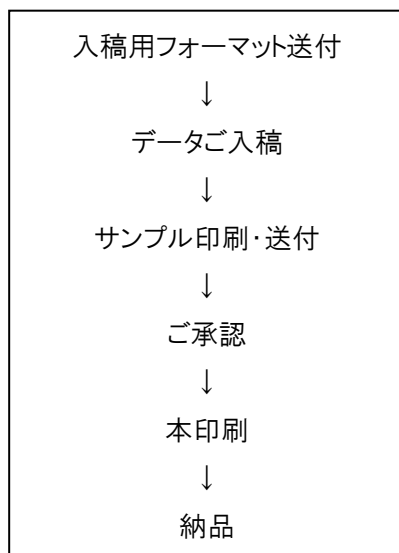 入稿用フォーマット送付
↓
データご入稿
↓
サンプル印刷・送付
↓
ご承認
↓
本印刷
↓
納品